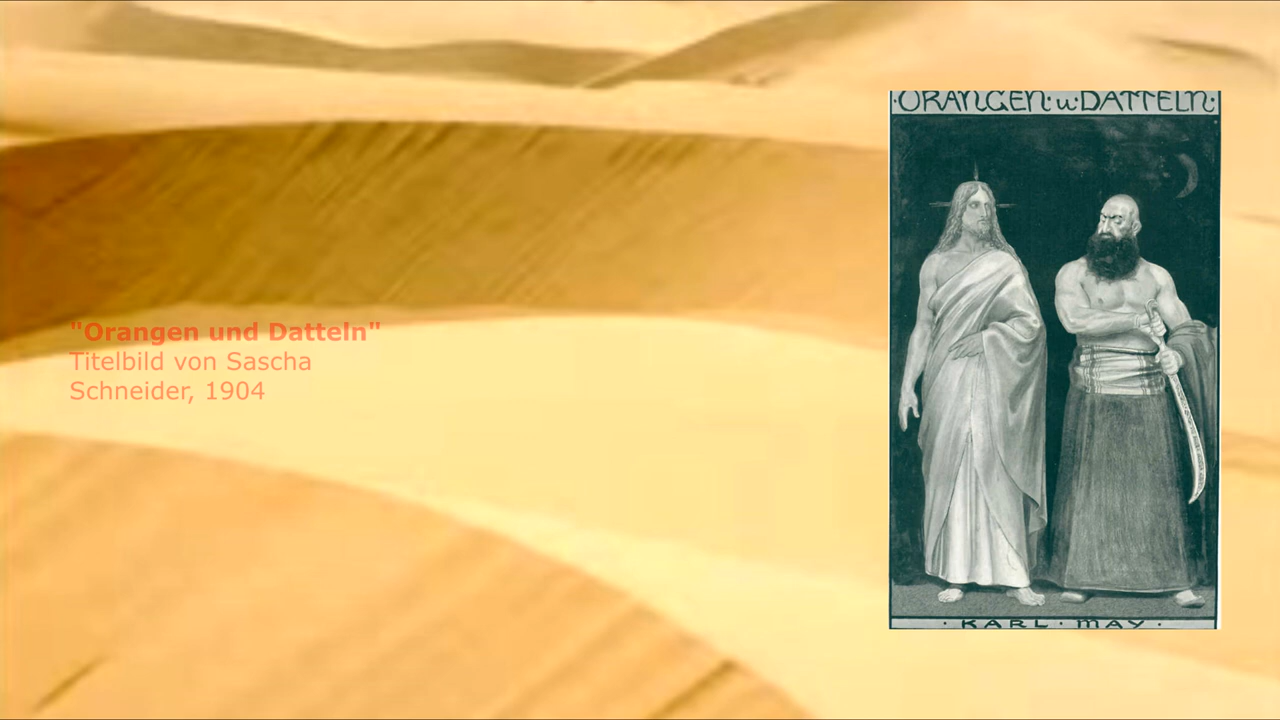 "Orangen und Datteln"
Titelbild von Sascha
Schneider, 1904
·ORANGEN·u·DATTELN·
·KARL·MAY·